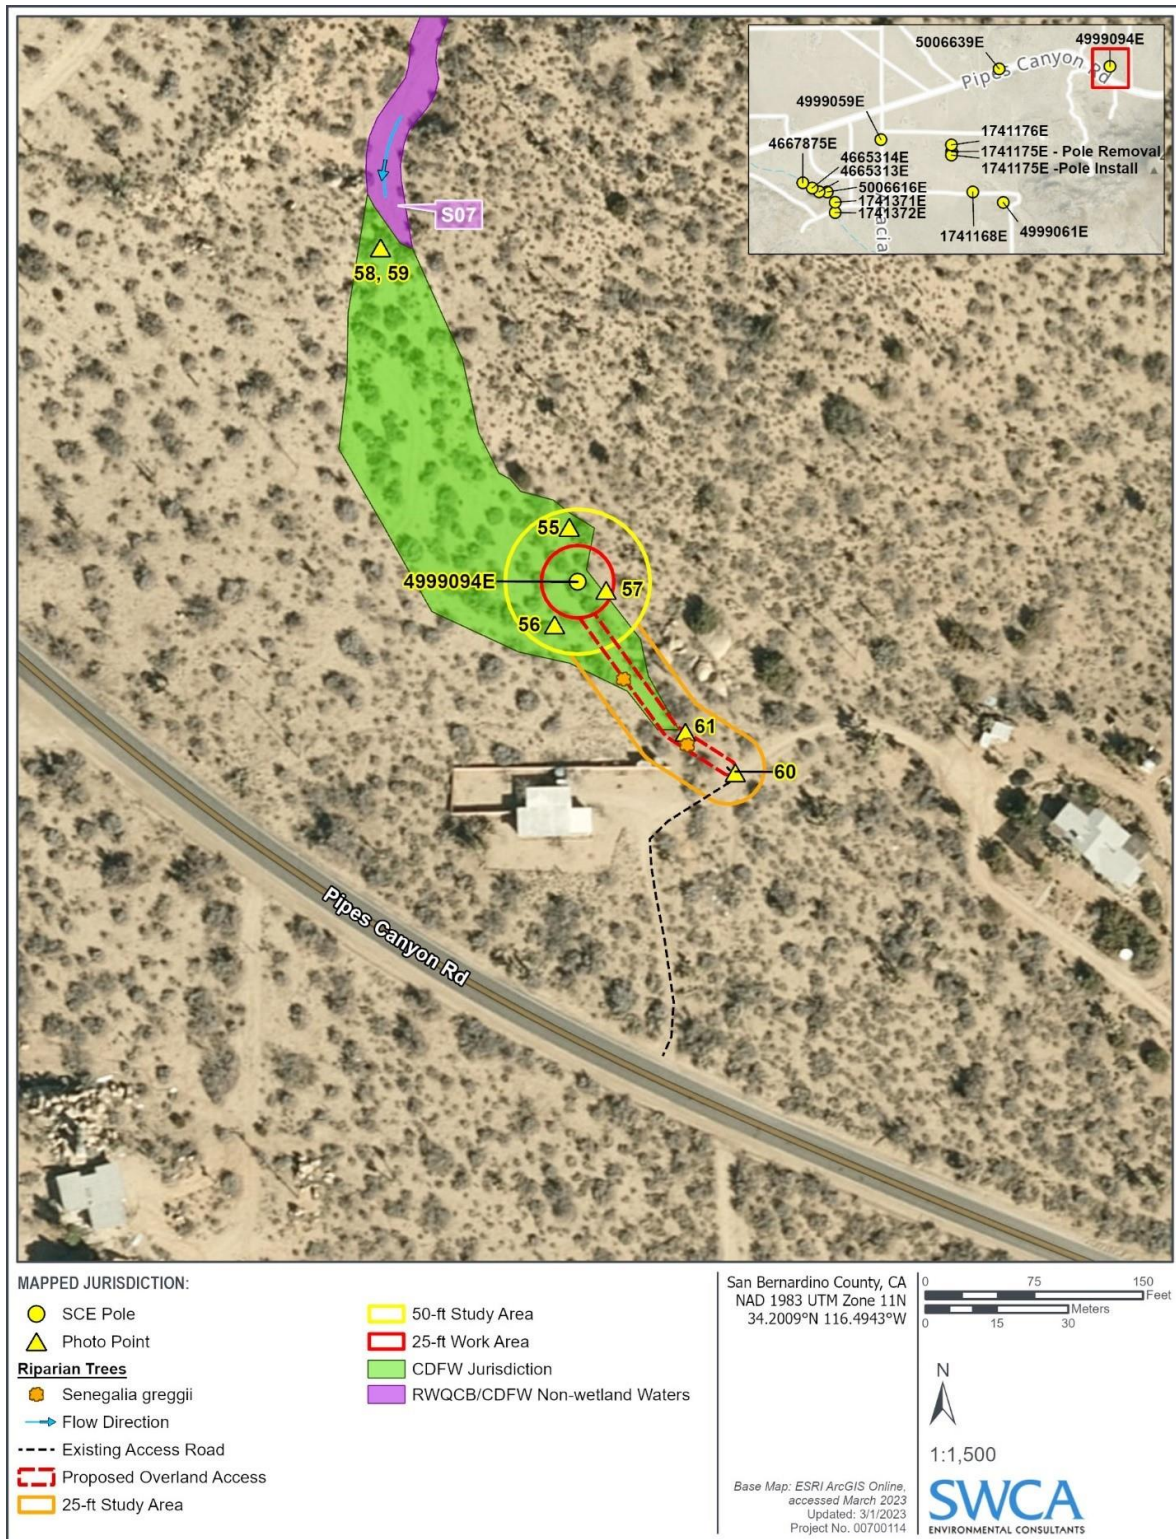 5006639E
4999094E
Pipes Canyon Rd
4999059E
1741176E
1741175E - Pole Removal
1741175E -Pole Install
4667875E
4665314E
4665313E
5006616E
1741371E
1741372E
1741168E
4999061E
S07
58, 59
55
4999094E
57
56
61
60
Pipes Canyon Rd
MAPPED JURISDICTION:
SCE Pole
Photo Point
Riparian Trees
Senegalia greggii
Flow Direction
Existing Access Road
Proposed Overland Access
25-ft Study Area
50-ft Study Area
25-ft Work Area
CDFW Jurisdiction
RWQCB/CDFW Non-wetland Waters
San Bernardino County, CA
NAD 1983 UTM Zone 11N
34.2009°N 116.4943°W
Base Map: ESRI ArcGIS Online,
accessed March 2023
Updated: 3/1/2023
Project No. 00700114
0 75 150
Feet
Meters
0 15 30
N
1:1,500
SWCA
ENVIRONMENTAL CONSULTANTS